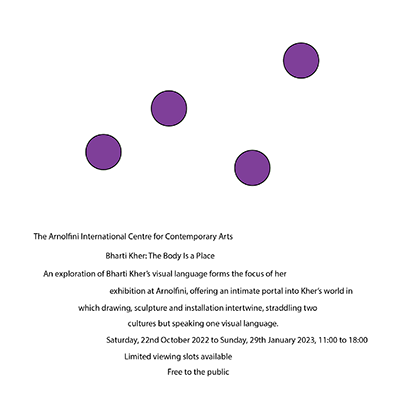 The Arnolfini International Centre for Contemporary Arts
Bharti Kher: The Body Is a Place
An exploration of Bharti Kher's visual language forms the focus of her
exhibition at Arnolfini, offering an intimate portal into Kher's world in
which drawing, sculpture and installation intertwine, straddling two
cultures but speaking one visual language.
Saturday, 22nd October 2022 to Sunday, 29th January 2023, 11:00 to 18:00
Limited viewing slots available
Free to the public